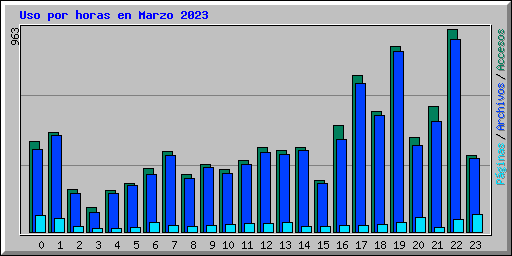 Uso por horas en Marzo 2023
963
Páginas / Archivos / Accesos
0 1 2 3 4 5 6 7 8 9 10 11 12 13 14 15 16 17 18 19 20 21 22 23